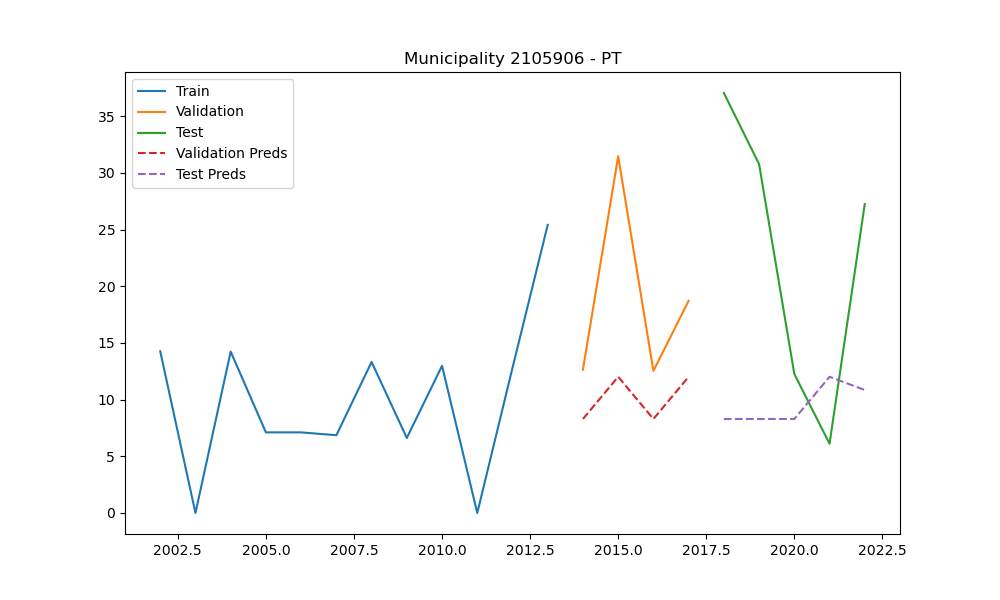 Municipality 2105906 - PT
Train
Validation
Test
Validation Preds
Test Preds
35
30
25
20
15
10
5
0
2002.5 2005.0 2007.5 2010.0 2012.5 2015.0 2017.5 2020.0 2022.5